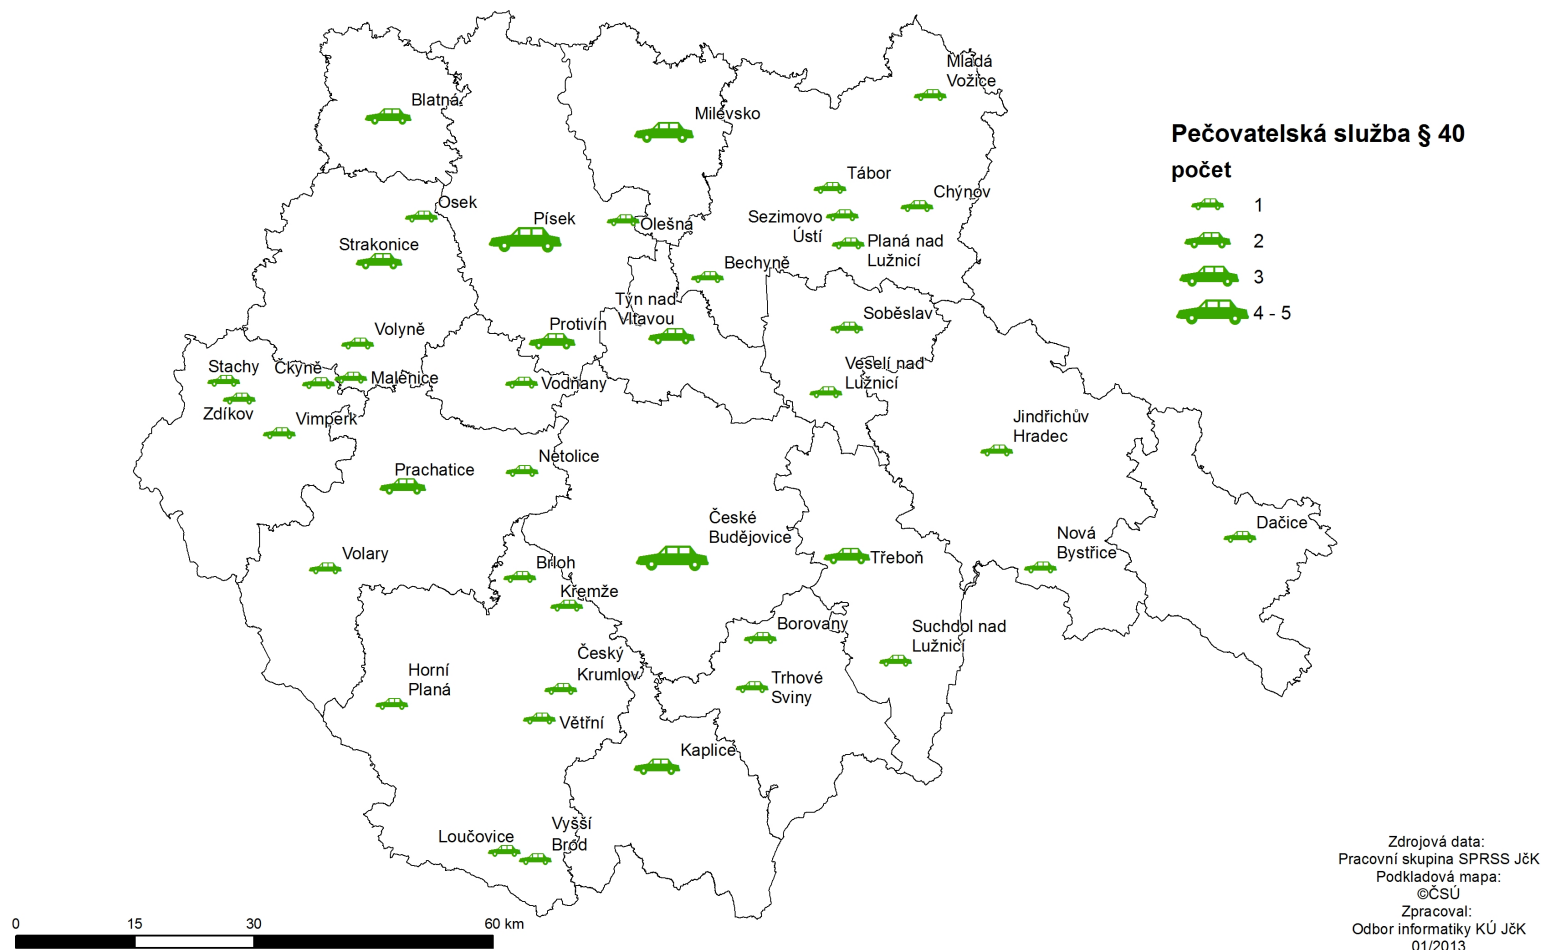 Mladá
Vožice
Blatná
Milevsko
Pečovatelská služba § 40
počet
1
2
3
4 - 5
Tábor
Chýnov
Osek
Písek
Olešná
Sezimovo
Ústí
Planá nad
Lužnicí
Strakonice
Bechyně
Týn nad
Vltavou
Soběslav
Volyně
Protivín
Stachy
Čkyně
Malenice
Vodňany
Veselí nad
Lužnicí
Zdíkov
Vimperk
Jindřichův
Hradec
Netolice
Prachatice
České
Budějovice
Dačice
Nová
Bystřice
Volary
Brloh
Třeboň
Křemže
Borovany
Suchdol nad
Lužnicí
Český
Krumlov
Horní
Planá
Trhové
Sviny
Větřní
Kaplice
Loučovice
Vyšší
Brod
Zdrojová data:
Pracovní skupina SPRSS JčK
Podkladová mapa:
©ČSÚ
Zpracoval:
Odbor informatiky KÚ JčK
01/2013
0 15 30 60 km